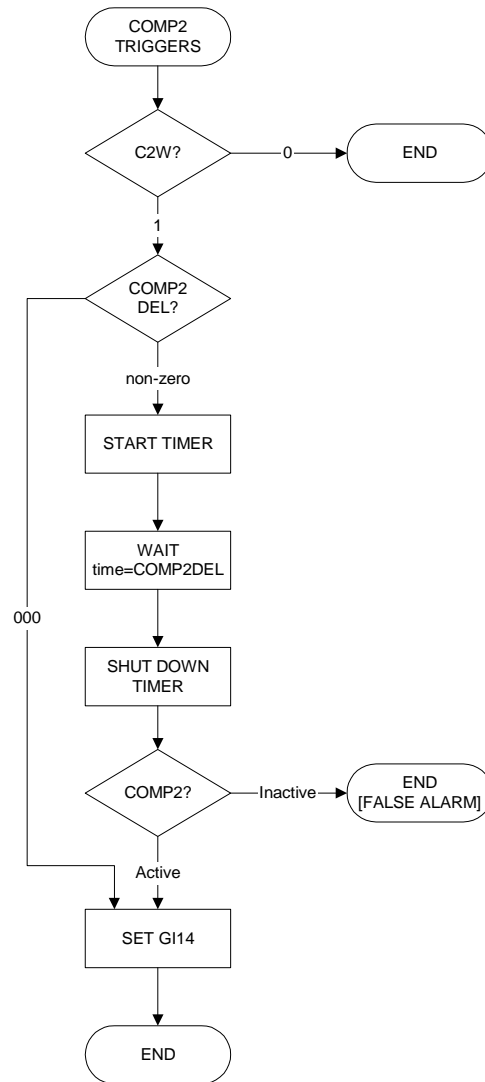 COMP2
TRIGGERS
C2W?
0
END
1
COMP2
DEL?
non-zero
START TIMER
WAIT
time=COMP2DEL
000
SHUT DOWN
TIMER
COMP2?
Inactive
END
[FALSE ALARM]
Active
SET GI14
END